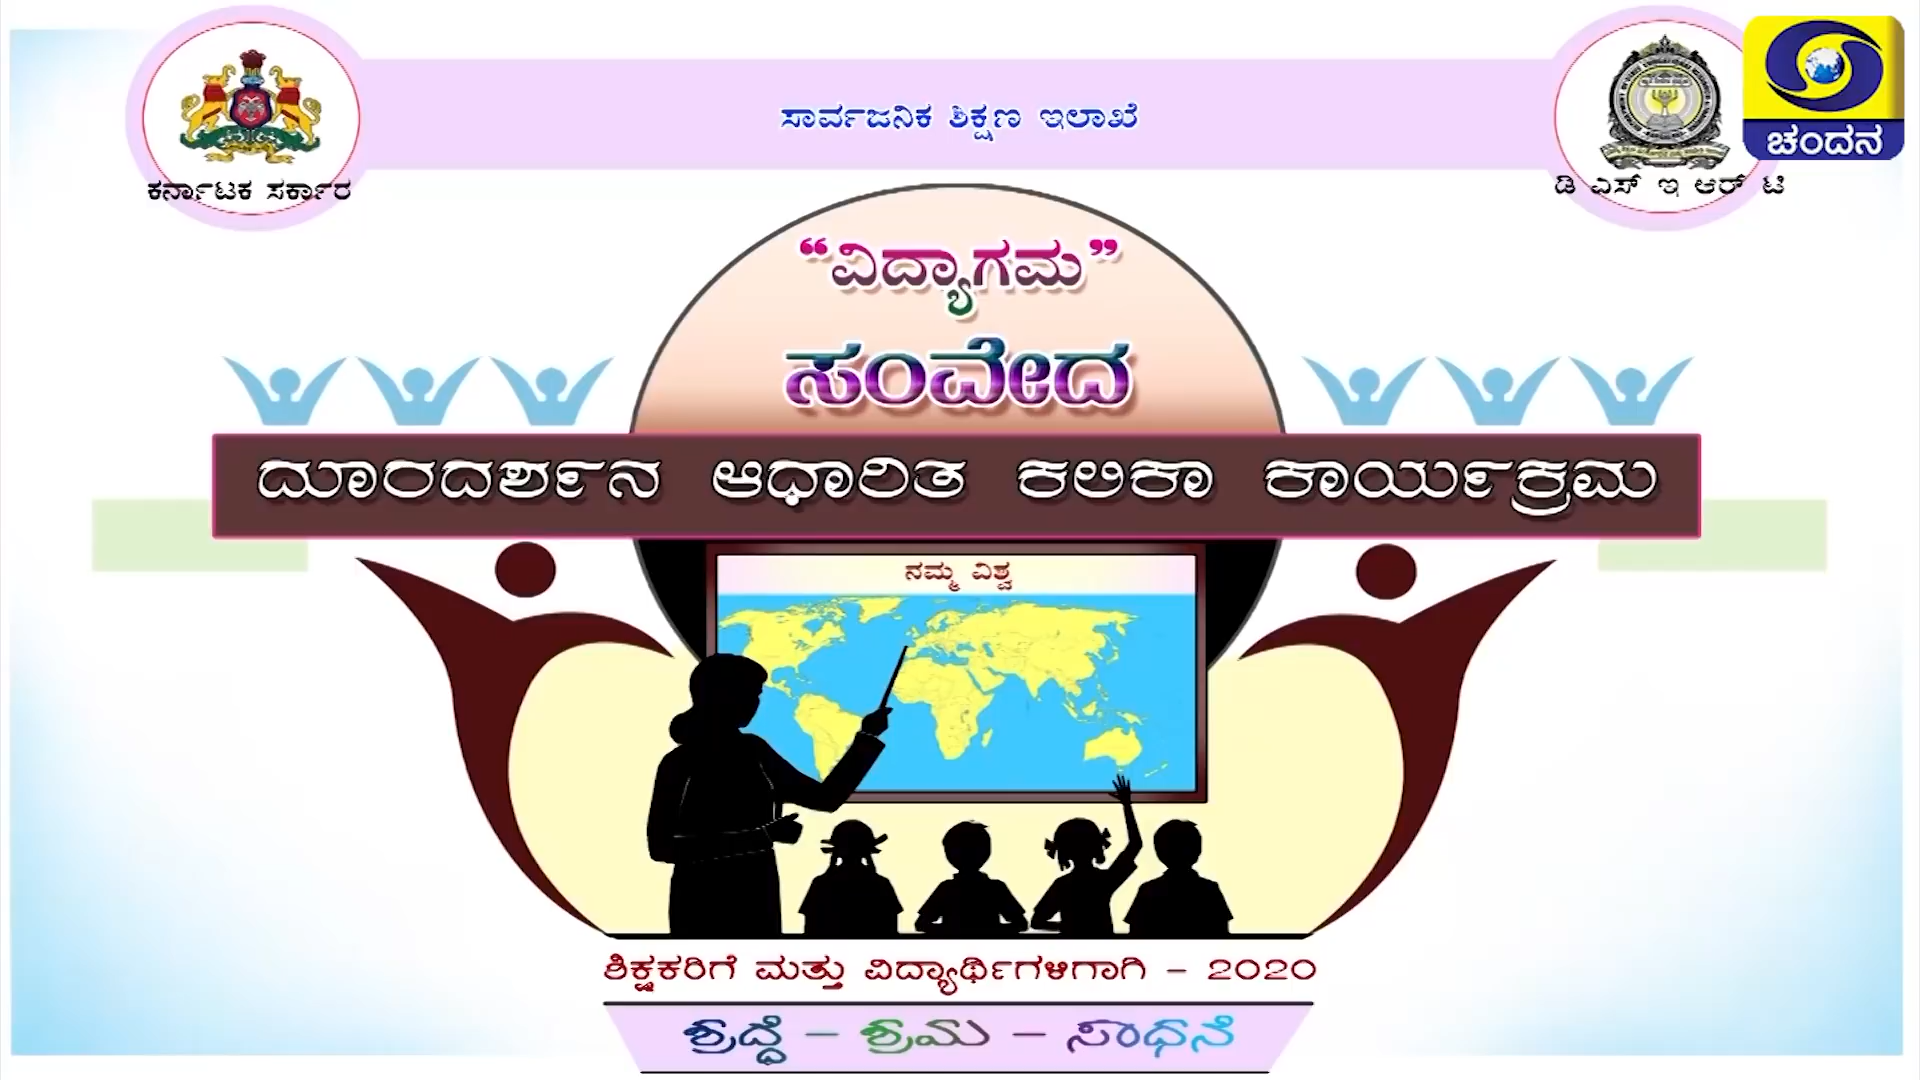 ಸಾರ್ವಜನಿಕ ಶಿಕ್ಷಣ ಇಲಾಖೆ
ಚಂದನ
ಕರ್ನಾಟಕ ಸರ್ಕಾರ
ಡಿ ಎಸ್ ಇ ಆರ್ ಟಿ
“ವಿದ್ಯಾಗಮ”
ಸಂವೇದ
ದೂರದರ್ಶನ ಆಧಾರಿತ ಕಲಿಕಾ ಕಾರ್ಯಕ್ರಮ
ನಮ್ಮ ವಿಶ್ವ
ಶಿಕ್ಷಕರಿಗೆ ಮತ್ತು ವಿದ್ಯಾರ್ಥಿಗಳಿಗಾಗಿ - 2020
ಶ್ರದ್ಧೆ - ಶ್ರಮ - ಸಾಧನೆ